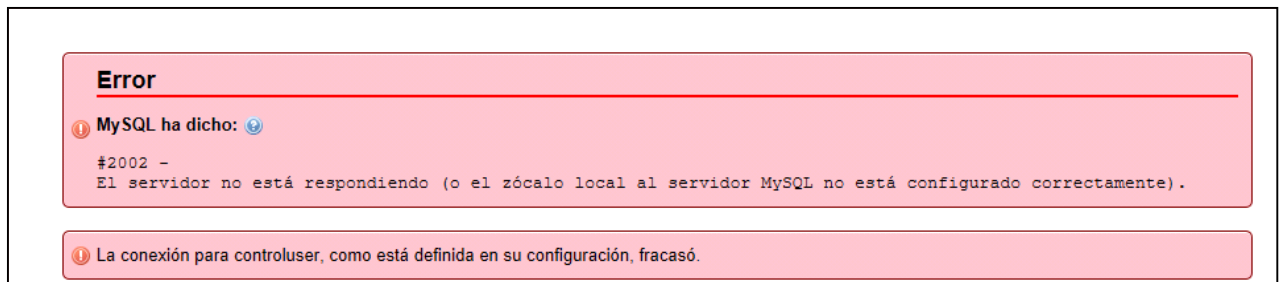 Error
MySQL ha dicho:
#2002 -
El servidor no está respondiendo (o el zócalo local al servidor MySQL no está configurado correctamente).
La conexión para controluser, como está definida en su configuración, fracasó.